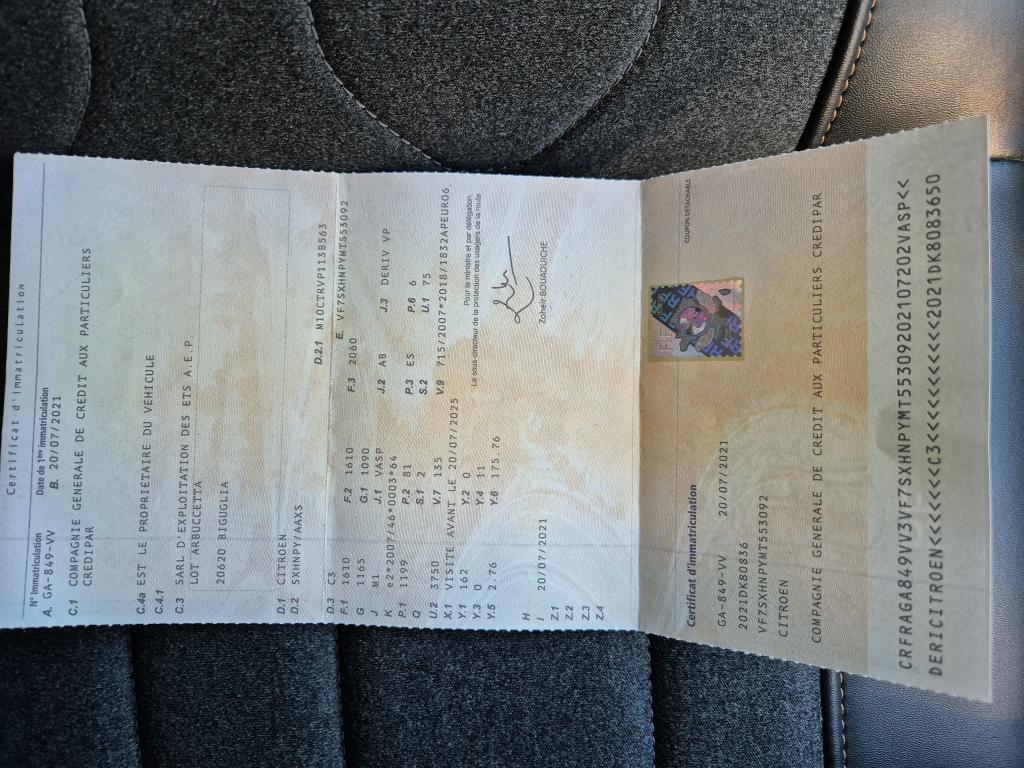 Certificat d'immatriculation
N° Immatriculation Date de 1ère immatriculation
A. GA-849-VV B. 20/07/2021
C.1 COMPAGNIE GENERALE DE CREDIT AUX PARTICULIERS
CREDIPAR
C.4a EST LE PROPRIÉTAIRE DU VÉHICULE
C.4.1
C.3 SARL D'EXPLOITATION DES ETS A.E.P.
LOT ARBUCCETTA
20620 BIGUGLIA
D.1 CITROEN
D.2 SXHNPY/AAXS D.2.1 M10CTRVP113B563
D.3 C3 E. VF7SXHNPYMT553092
F.1 1610 F.2 1610 F.3 2060
G 1165 G.1 1090
J M1 J.1 VASP J.2 AB J.3 DERIV VP
K e2*2007/46*0003*64
P.1 1199 P.2 81 P.3 ES P.6 6
Q S.1 2 S.2 U.1 75
U.2 3750 V.7 135 V.9 715/2007*2018/1832APEURO6
X.1 VISITE AVANT LE 20/07/2025
Y.1 162 Y.2 0
Y.3 0 Y.4 11
Y.5 2.76 Y.6 175.76
Pour le ministre et par délégation,
Le sous-directeur de la protection des usagers de la route
H
I 20/07/2021
Zoheir BOUAOUICHE
Z.1
Z.2
Z.3
Z.4
COUPON DÉTACHABLE
Certificat d'immatriculation
GA-849-VV 20/07/2021
2021DK80836
VF7SXHNPYMT553092
CITROEN
COMPAGNIE GENERALE DE CREDIT AUX PARTICULIERS CREDIPAR
CRFRAGA849VV3VF7SXHNPYMT553092202107202VASP<<
DERICITROEN<<<<<<C3<<<<<<<<<<<<<2021DK8083650